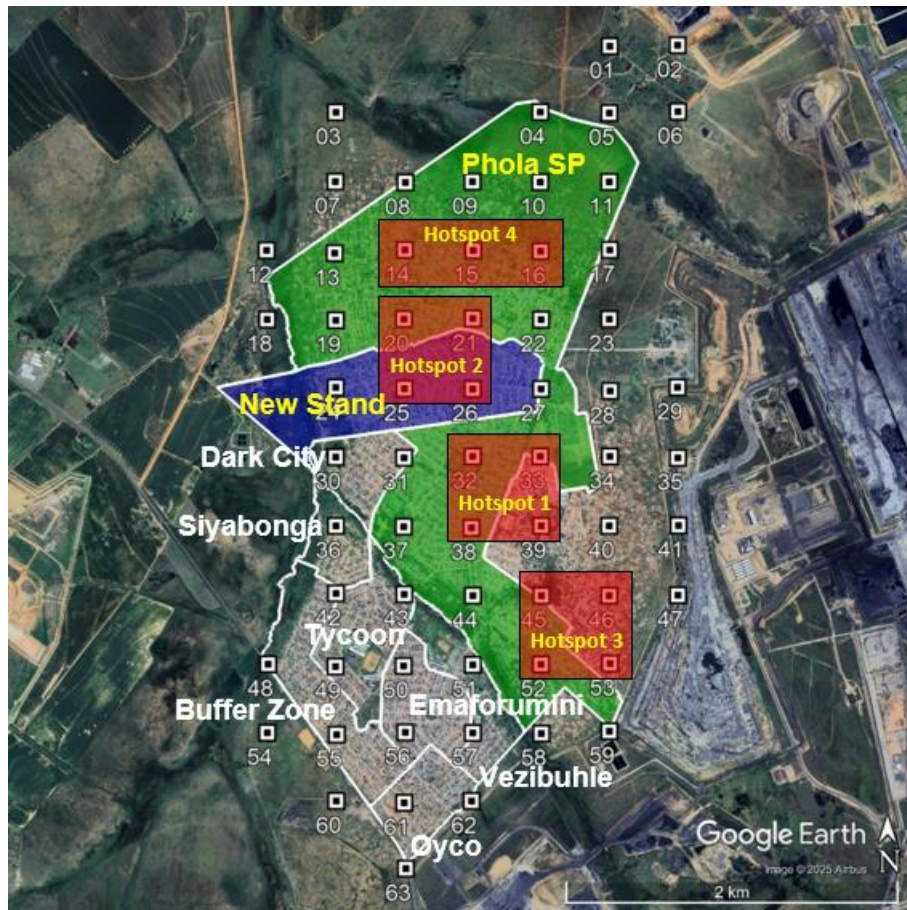 01 02
03 04 05 06
Phola SP
07 08 09 10 11
Hotspot 4
12 13 14 15 16 17
18 19 20 21 22 23
Hotspot 2
New Stand
24 25 26 27 28 29
Dark City
30 31 32 33 34 35
Hotspot 1
Siyabonga
36 37 38 39 40 41
42 43 44 45 46 47
Tycoon
Hotspot 3
48 49 50 51 52 53
Buffer Zone
Emaforumini
54 55 56 57 58 59
Vezibuhle
60 61 62
Oyco
63
Google Earth
N
Image © 2025 Airbus
2 km